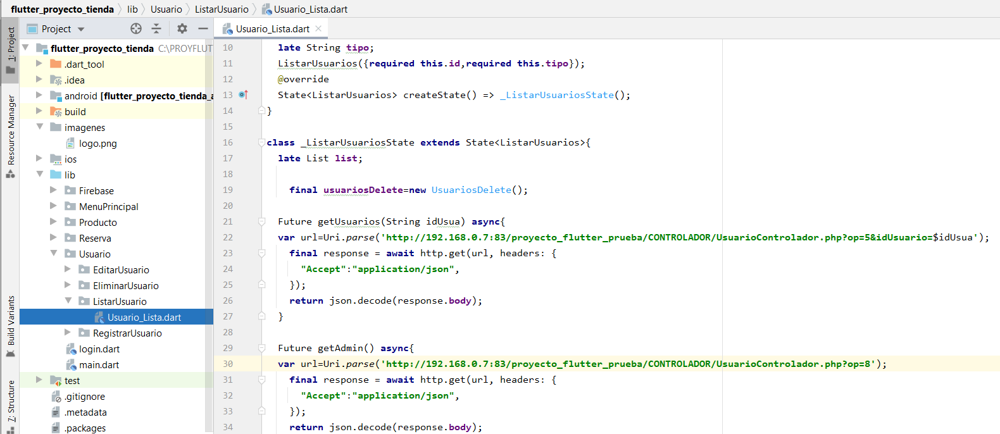 flutter_proyecto_tienda lib Usuario ListarUsuario Usuario_Lista.dart
1: Project
Resource Manager
Build Variants
7: Structure
Project
flutter_proyecto_tienda C:\PROYFLUT
.dart_tool
.idea
android [flutter_proyecto_tienda_a
build
imagenes
logo.png
ios
lib
Firebase
MenuPrincipal
Producto
Reserva
Usuario
EditarUsuario
EliminarUsuario
ListarUsuario
Usuario_Lista.dart
RegistrarUsuario
login.dart
main.dart
test
.gitignore
.metadata
.packages
Usuario_Lista.dart
10 late String tipo;
11 ListarUsuarios({required this.id,required this.tipo});
12 @override
13 State<ListarUsuarios> createState() => _ListarUsuariosState();
14 }
15
16 class _ListarUsuariosState extends State<ListarUsuarios>{
17 late List list;
18
19 final usuariosDelete=new UsuariosDelete();
20
21 Future getUsuarios(String idUsua) async{
22 var url=Uri.parse('http://192.168.0.7:83/proyecto_flutter_prueba/CONTROLADOR/UsuarioControlador.php?op=5&idUsuario=$idUsua');
23 final response = await http.get(url, headers: {
24 "Accept":"application/json",
25 });
26 return json.decode(response.body);
27 }
28
29 Future getAdmin() async{
30 var url=Uri.parse('http://192.168.0.7:83/proyecto_flutter_prueba/CONTROLADOR/UsuarioControlador.php?op=8');
31 final response = await http.get(url, headers: {
32 "Accept":"application/json",
33 });
34 return json.decode(response.body);